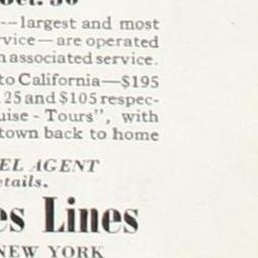 largest and most
vice—are operated
associated service.
to California—$195
25 and $105 respec-
uise - Tours", with
town back to home
EL AGENT
etails.
es Lines
NEW YORK